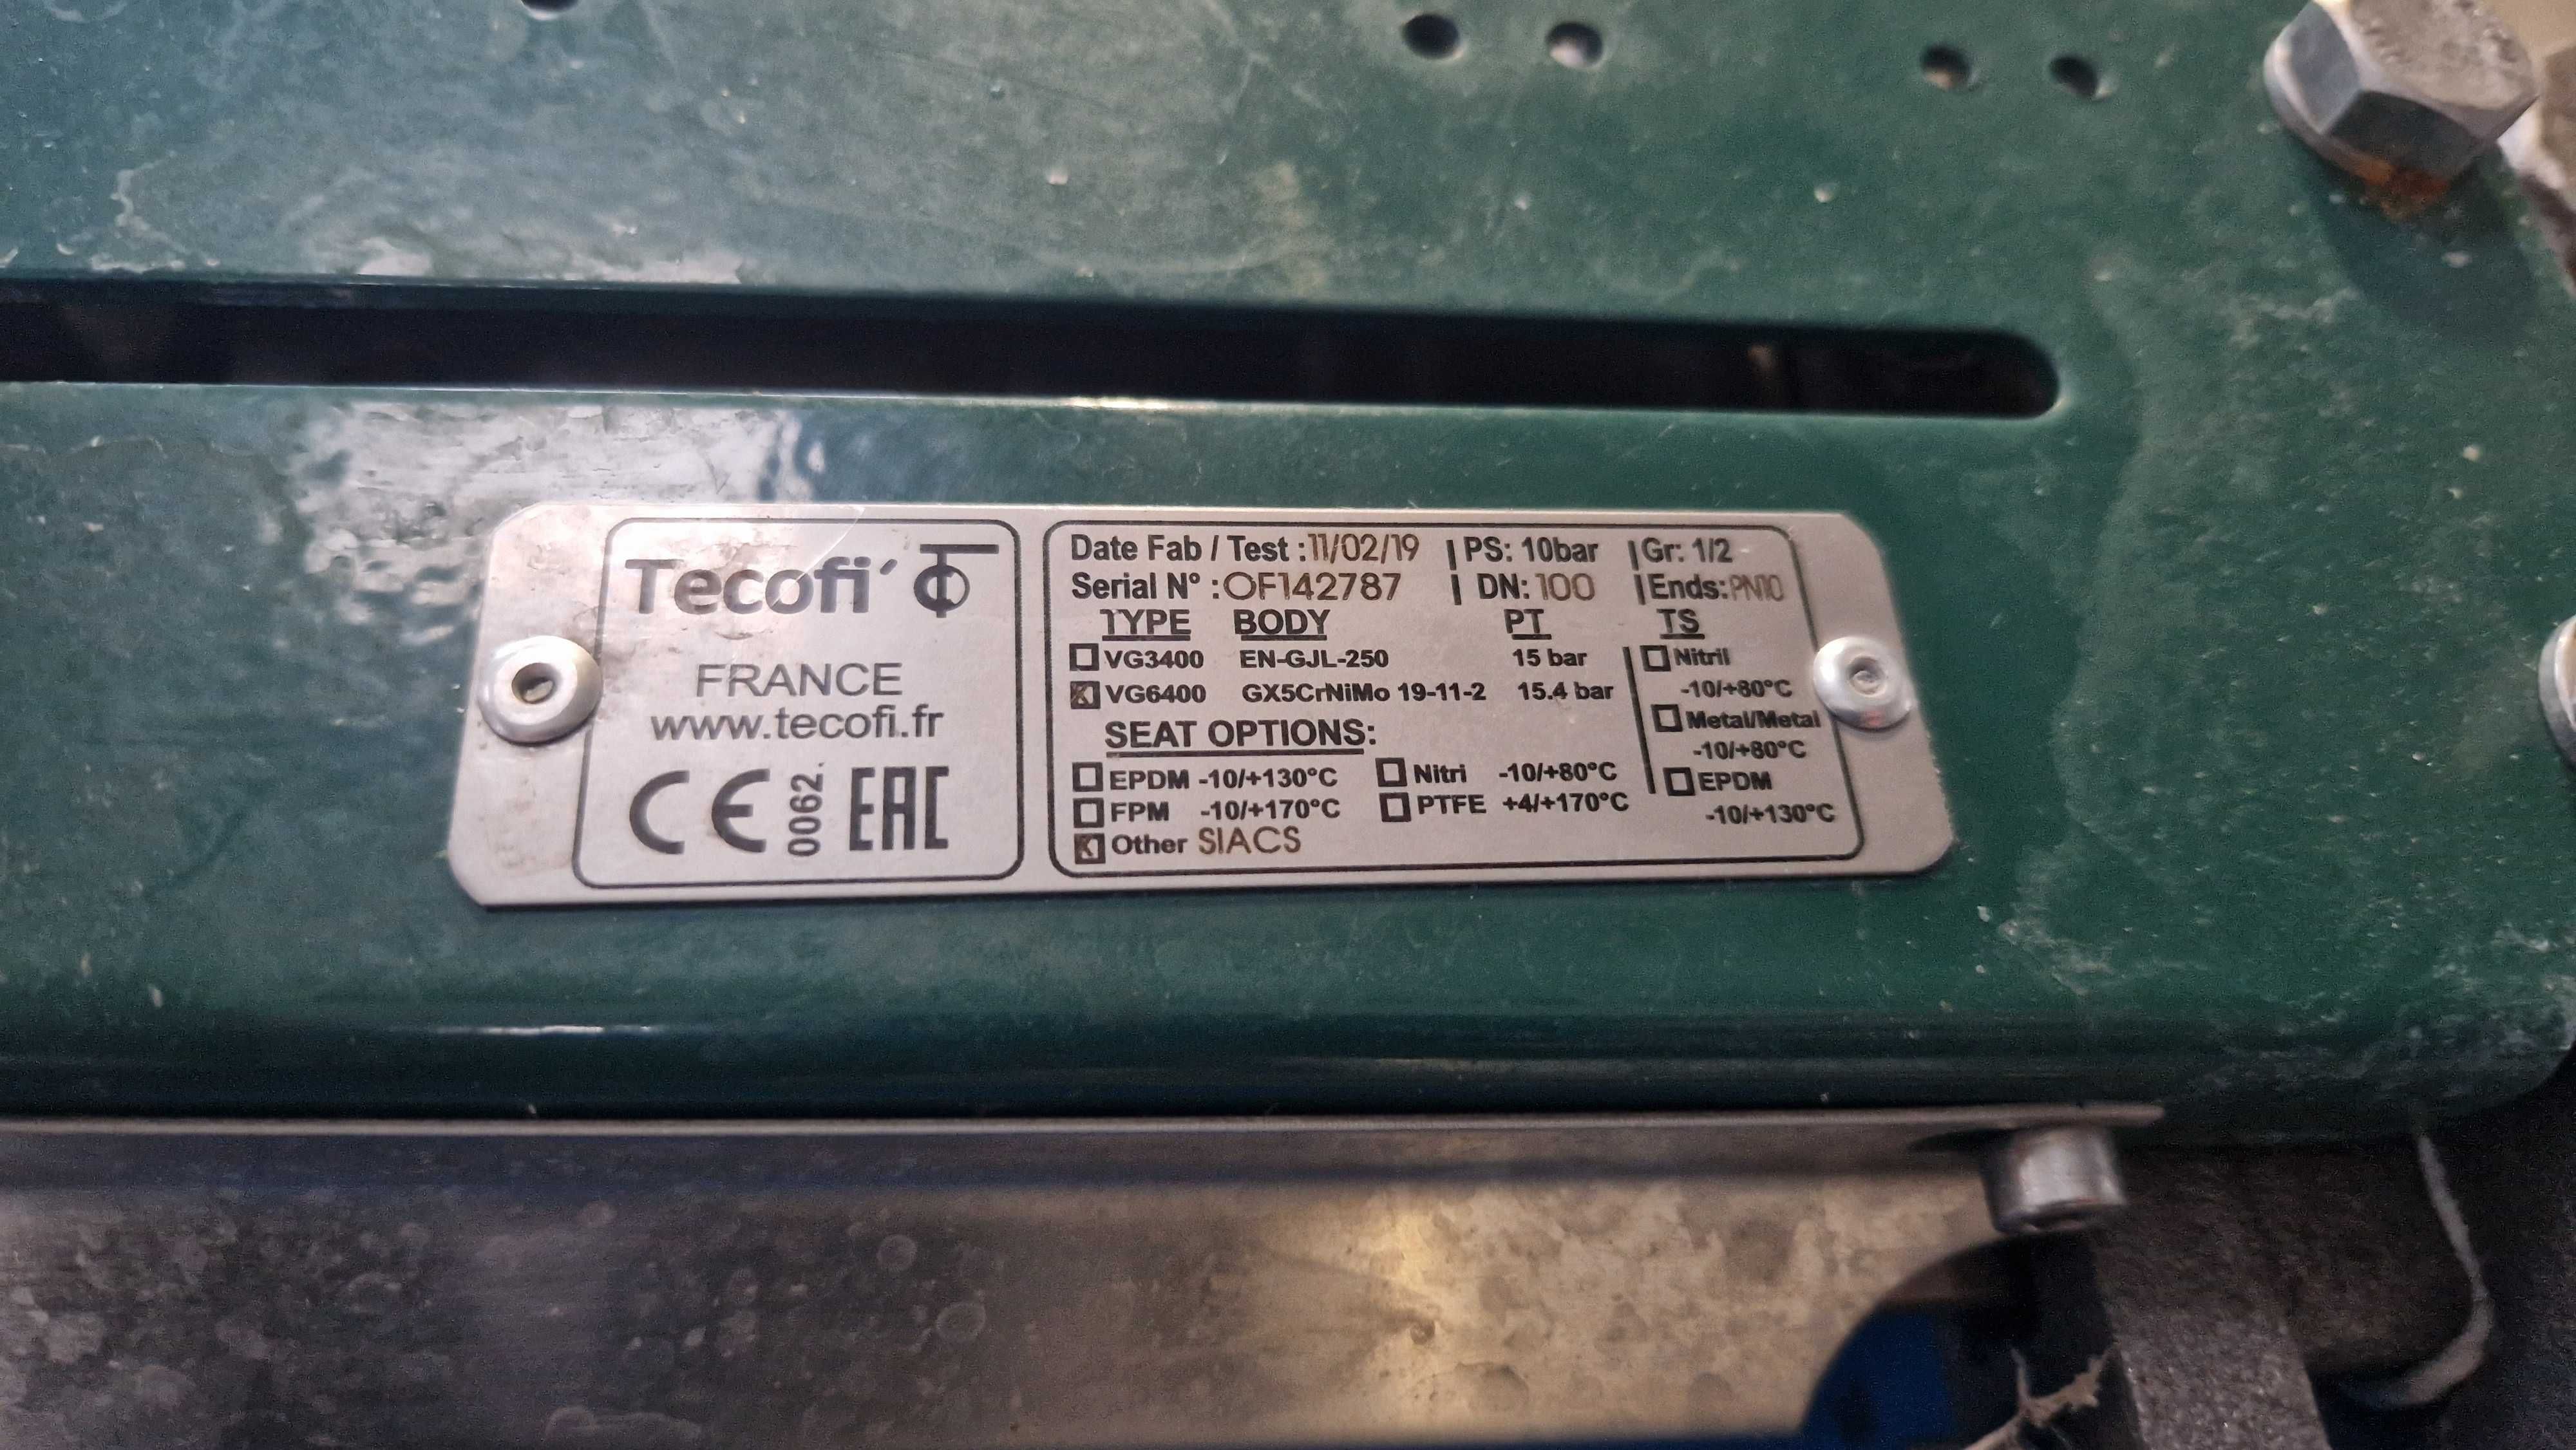 Tecofi
FRANCE
www.tecofi.fr
CE 0062. EAC
Date Fab / Test : 11/02/19 | PS: 10bar | Gr: 1/2
Serial N° : OF142787 | DN: 100 | Ends: PN10
TYPE BODY PT TS
VG3400 EN-GJL-250 15 bar Nitril
-10/+80°C
VG6400 GX5CrNiMo 19-11-2 15.4 bar
Metal/Metal
-10/+80°C
SEAT OPTIONS:
EPDM -10/+130°C Nitri -10/+80°C EPDM
FPM -10/+170°C PTFE +4/+170°C -10/+130°C
Other SIACS